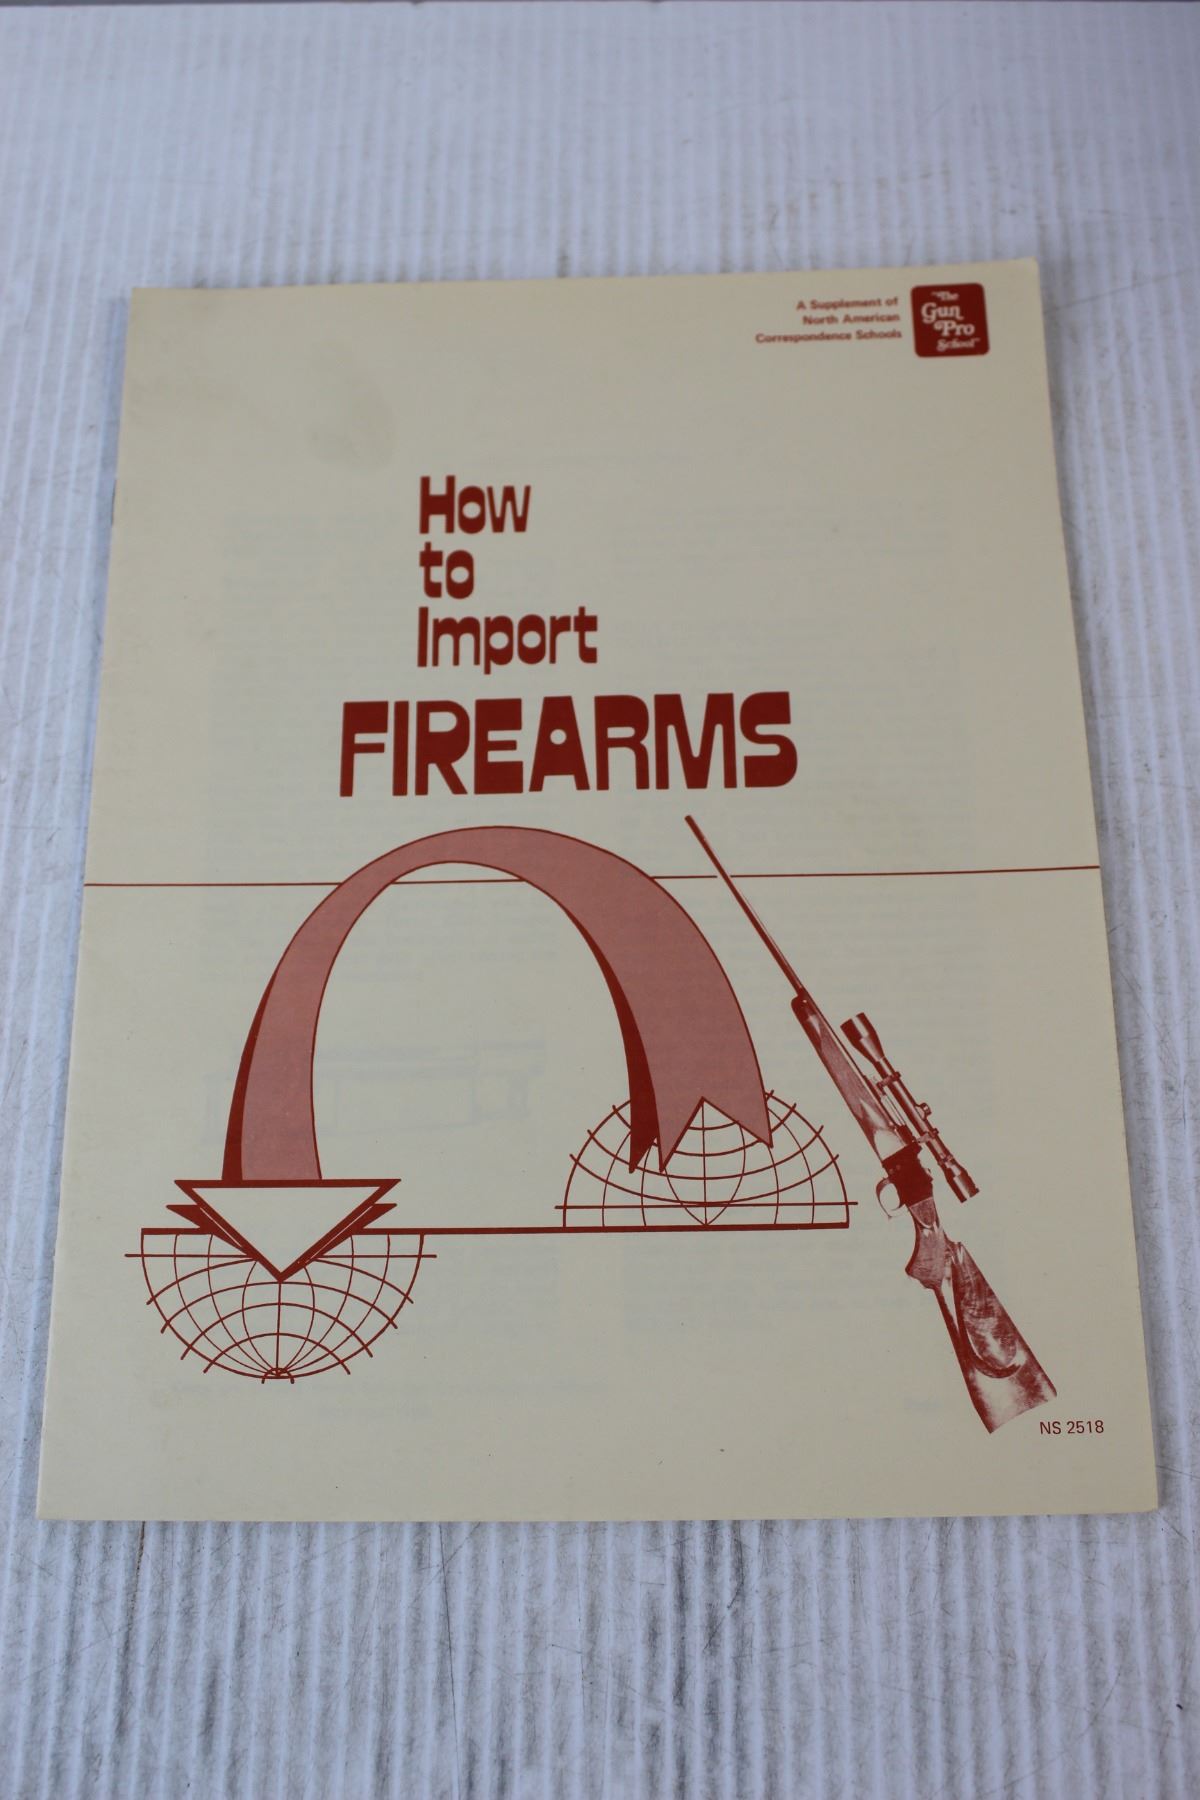 A Supplement of
North American
Correspondence Schools
"The
Gun
Pro
School"
How
to
Import
FIREARMS
NS 2518